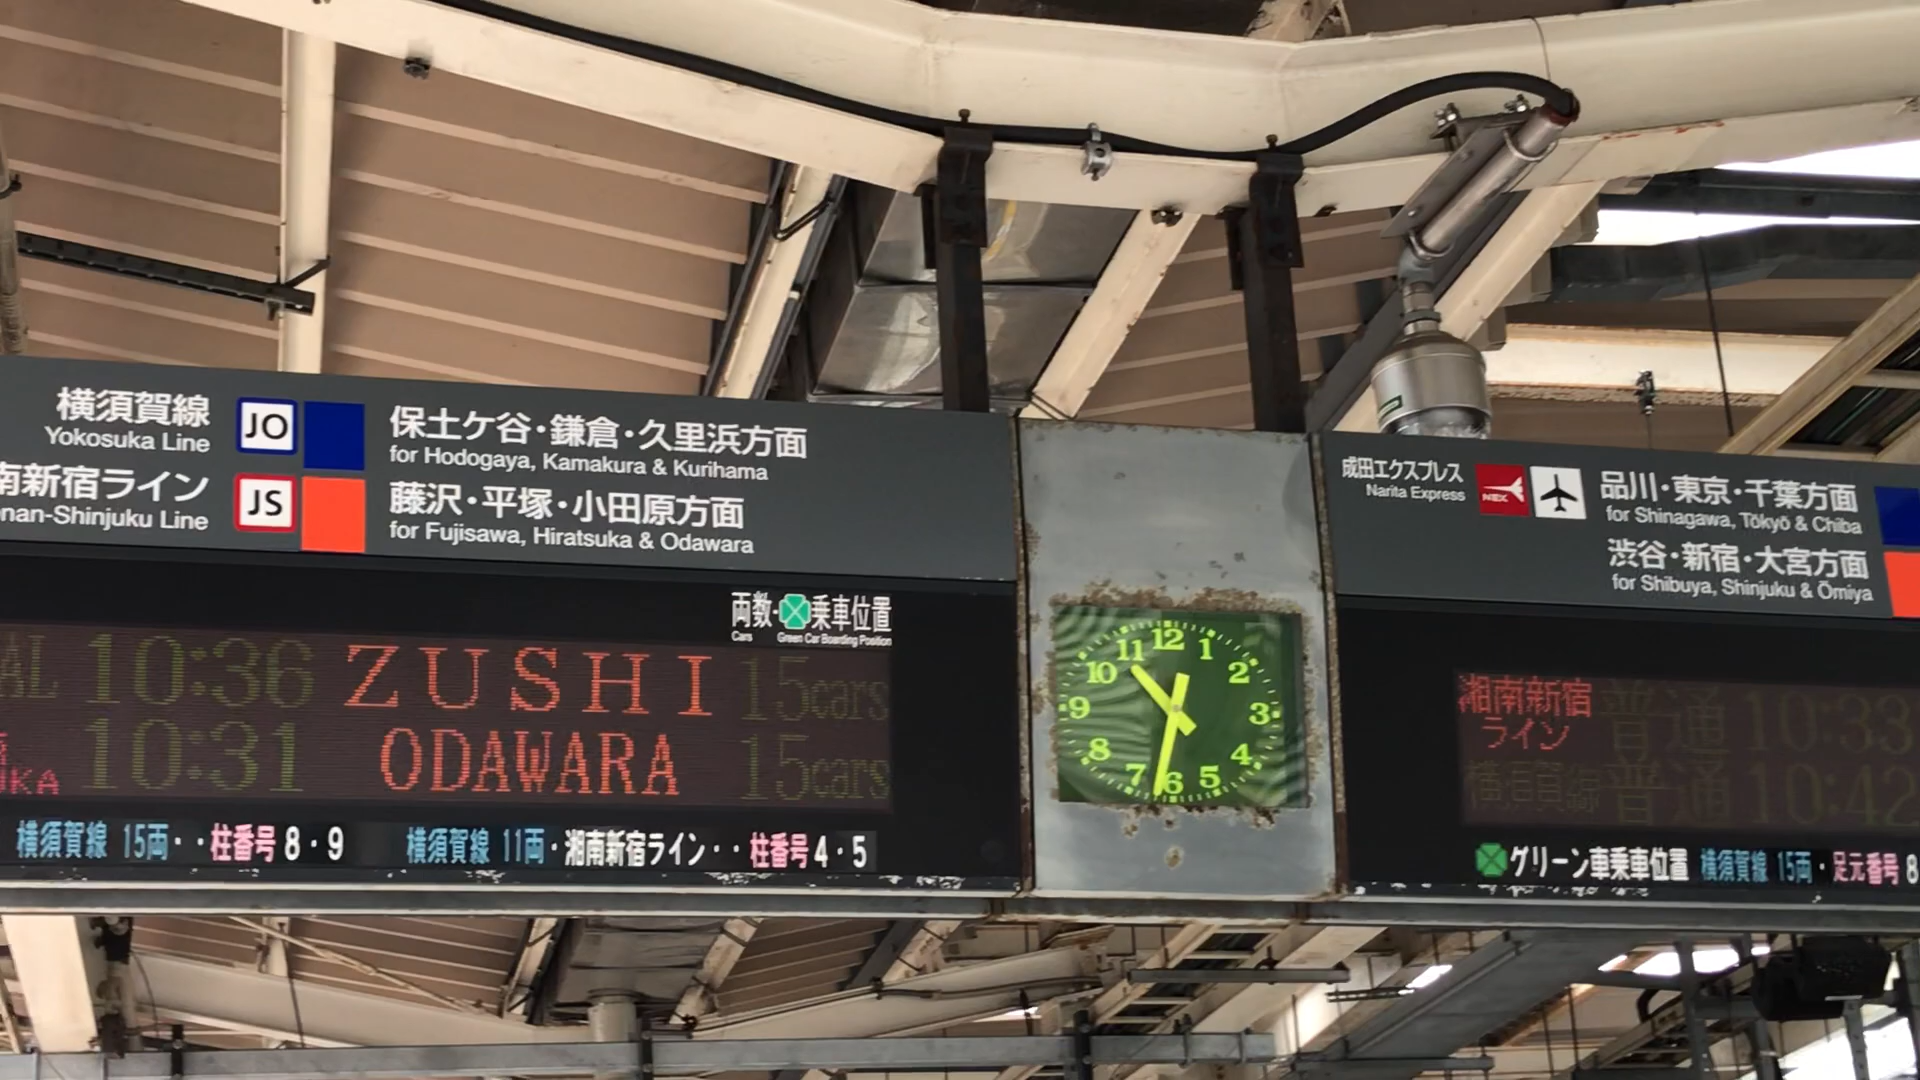 横須賀線
Yokosuka Line
JO
保土ケ谷・鎌倉・久里浜方面
for Hodogaya, Kamakura & Kurihama
南新宿ライン
nan-Shinjuku Line
JS
藤沢・平塚・小田原方面
for Fujisawa, Hiratsuka & Odawara
両数・乗車位置
Cars Green Car Boarding Position
AL 10:36 ZUSHI 15cars
10:31 ODAWARA 15cars
UKA
横須賀線 15両・・柱番号8・9 横須賀線 11両・湘南新宿ライン・・柱番号4・5
12
1
2
3
4
5
6
7
8
9
10
11
成田エクスプレス
Narita Express
NEX
品川・東京・千葉方面
for Shinagawa, Tōkyō & Chiba
渋谷・新宿・大宮方面
for Shibuya, Shinjuku & Ōmiya
湘南新宿ライン 普通 10:33
横須賀線 普通 10:42
グリーン車乗車位置 横須賀線 15両・足元番号8